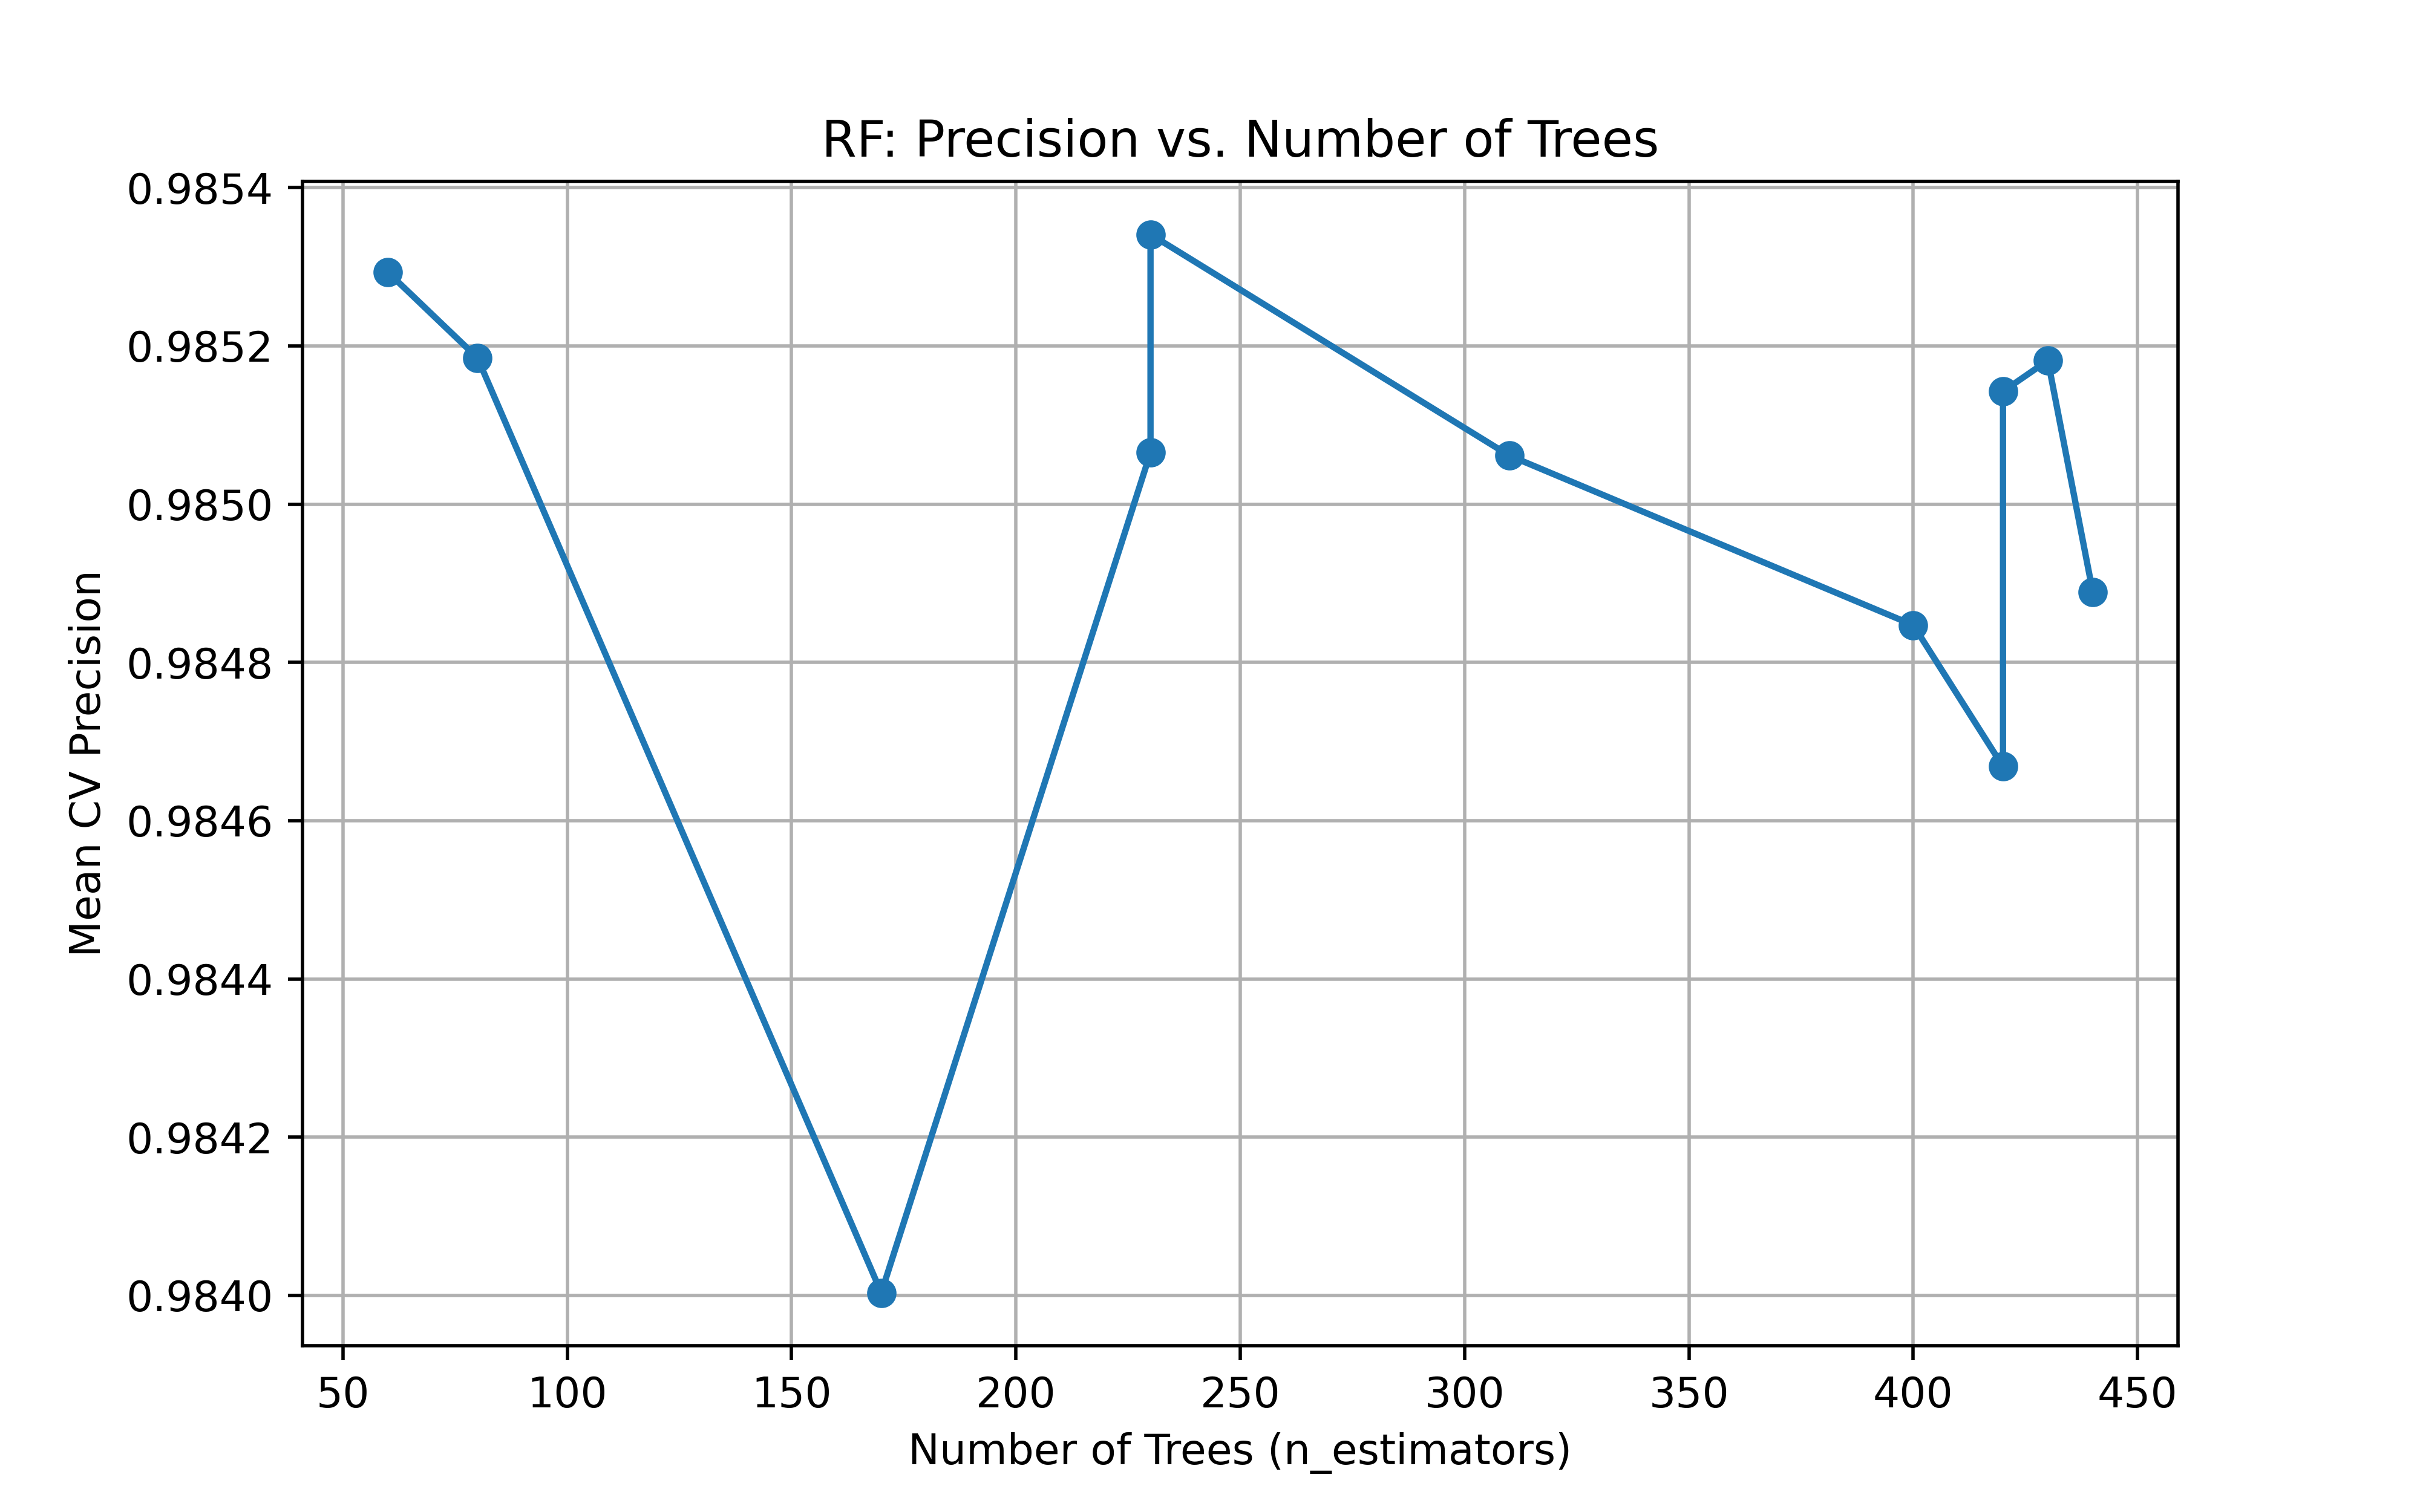 RF: Precision vs. Number of Trees
Mean CV Precision
0.9854
0.9852
0.9850
0.9848
0.9846
0.9844
0.9842
0.9840
50 100 150 200 250 300 350 400 450
Number of Trees (n_estimators)